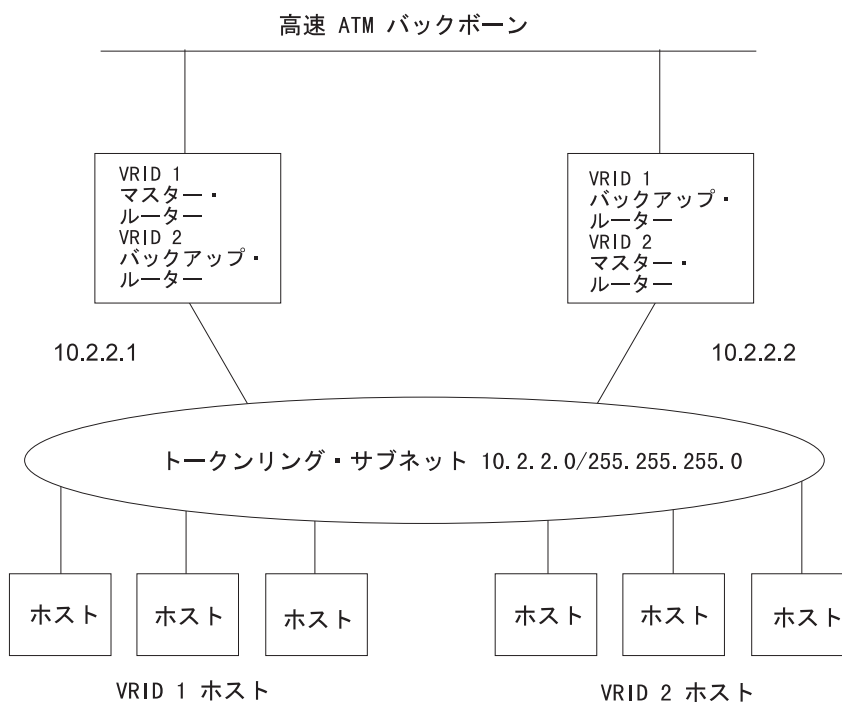 高速 ATM バックボーン
VRID 1
マスター・
ルーター
VRID 2
バックアップ・
ルーター
VRID 1
バックアップ・
ルーター
VRID 2
マスター・
ルーター
10.2.2.1
10.2.2.2
トークンリング・サブネット 10.2.2.0/255.255.255.0
ホスト
ホスト
ホスト
ホスト
ホスト
ホスト
VRID 1 ホスト
VRID 2 ホスト